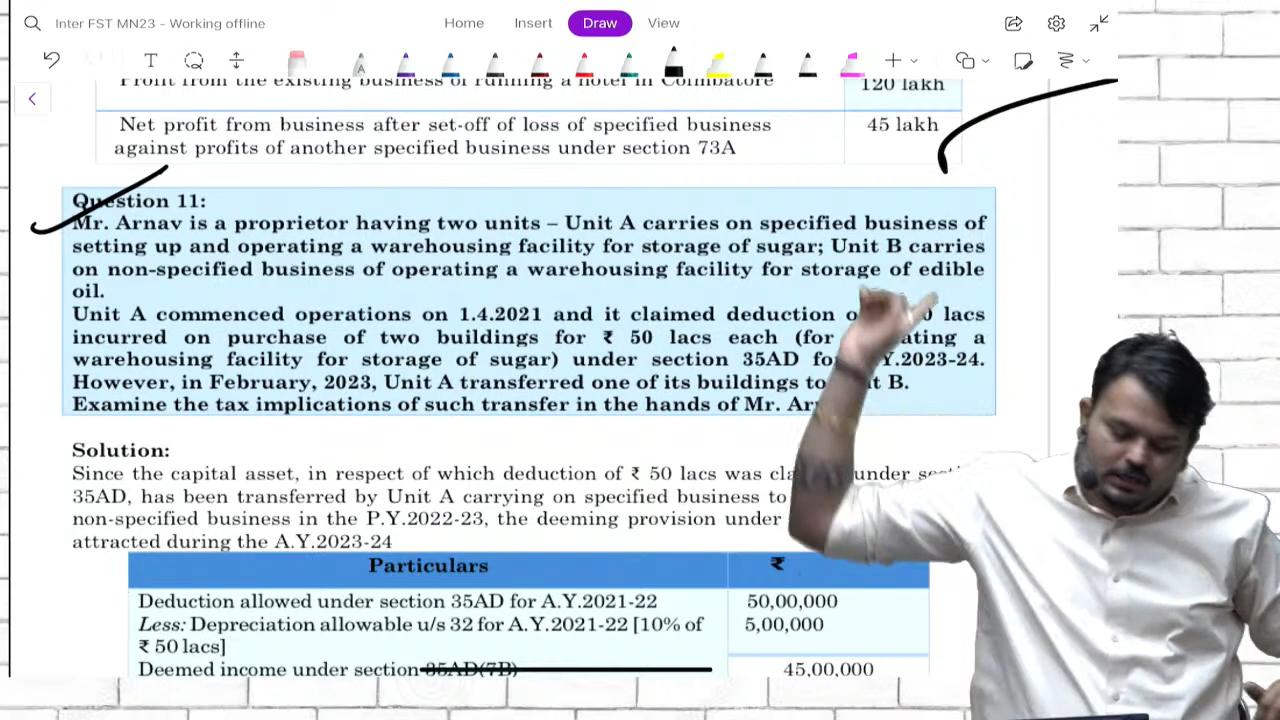 Inter FST MN23 - Working offline
Home Insert Draw View
Profit from the existing business of running a hotel in Coimbatore 120 lakh
Net profit from business after set-off of loss of specified business 45 lakh
against profits of another specified business under section 73A
Question 11:
Mr. Arnav is a proprietor having two units – Unit A carries on specified business of
setting up and operating a warehousing facility for storage of sugar; Unit B carries
on non-specified business of operating a warehousing facility for storage of edible
oil.
Unit A commenced operations on 1.4.2021 and it claimed deduction lacs
incurred on purchase of two buildings for ₹ 50 lacs each (for a
warehousing facility for storage of sugar) under section 35AD .2023-24.
However, in February, 2023, Unit A transferred one of its buildings to B.
Examine the tax implications of such transfer in the hands of Mr.
Solution:
Since the capital asset, in respect of which deduction of ₹ 50 lacs was under
35AD, has been transferred by Unit A carrying on specified business to
non-specified business in the P.Y.2022-23, the deeming provision under
attracted during the A.Y.2023-24
Particulars ₹
Deduction allowed under section 35AD for A.Y.2021-22 50,00,000
Less: Depreciation allowable u/s 32 for A.Y.2021-22 [10% of 5,00,000
₹ 50 lacs]
Deemed income under section 35AD(7B) 45,00,000